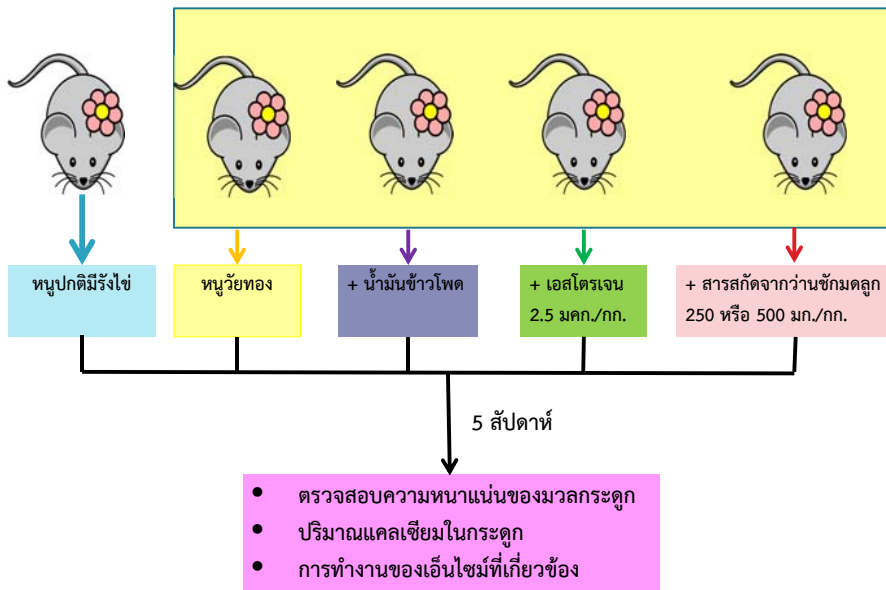 หนูปกติมีรังไข่
หนูวัยทอง
+ น้ำมันข้าวโพด
+ เอสโตรเจน
2.5 มคก./กก.
+ สารสกัดจากว่านชักมดลูก
250 หรือ 500 มก./กก.
5 สัปดาห์
• ตรวจสอบความหนาแน่นของมวลกระดูก
• ปริมาณแคลเซียมในกระดูก
• การทำงานของเอ็นไซม์ที่เกี่ยวข้อง